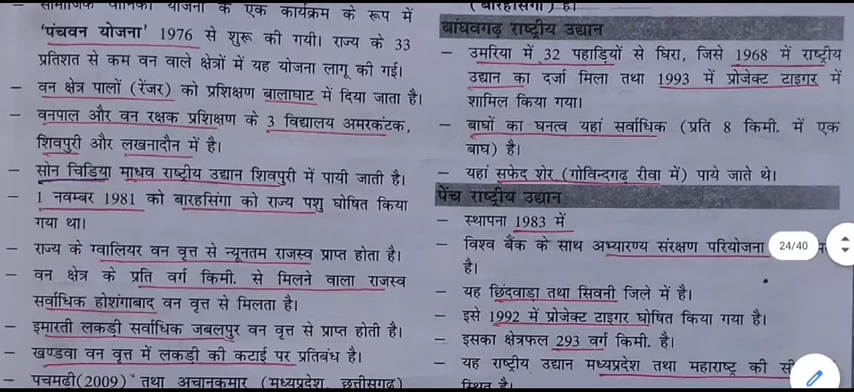 सामाजिक वानिकी योजना के एक कार्यक्रम के रूप में
'पंचवन योजना' 1976 से शुरू की गयी। राज्य के 33
प्रतिशत से कम वन वाले क्षेत्रों में यह योजना लागू की गई।
– वन क्षेत्र पालों (रेंजर) को प्रशिक्षण बालाघाट में दिया जाता है।
– वनपाल और वन रक्षक प्रशिक्षण के 3 विद्यालय अमरकंटक,
शिवपुरी और लखनादौन में है।
– सोन चिड़िया माधव राष्ट्रीय उद्यान शिवपुरी में पायी जाती है।
– 1 नवम्बर 1981 को बारहसिंगा को राज्य पशु घोषित किया
गया था।
– राज्य के ग्वालियर वन वृत्त से न्यूनतम राजस्व प्राप्त होता है।
– वन क्षेत्र के प्रति वर्ग किमी. से मिलने वाला राजस्व
सर्वाधिक होशंगाबाद वन वृत्त से मिलता है।
– इमारती लकड़ी सर्वाधिक जबलपुर वन वृत्त से प्राप्त होती है।
– खण्डवा वन वृत्त में लकड़ी की कटाई पर प्रतिबंध है।
– पचमढ़ी(2009) तथा अचानकमार (मध्यप्रदेश, छत्तीसगढ़)
(बारहसिंगा) है।
बांघवगढ़ राष्ट्रीय उद्यान
– उमरिया में 32 पहाड़ियों से घिरा, जिसे 1968 में राष्ट्रीय
उद्यान का दर्जा मिला तथा 1993 में प्रोजेक्ट टाइगर में
शामिल किया गया।
– बाघों का घनत्व यहां सर्वाधिक (प्रति 8 किमी. में एक
बाघ) है।
– यहां सफेद शेर (गोविन्दगढ़ रीवा में) पाये जाते थे।
पेंच राष्ट्रीय उद्यान
– स्थापना 1983 में
– विश्व बैंक के साथ अभ्यारण्य संरक्षण परियोजना
है।
– यह छिंदवाड़ा तथा सिवनी जिले में है।
– इसे 1992 में प्रोजेक्ट टाइगर घोषित किया गया है।
– इसका क्षेत्रफल 293 वर्ग किमी. है।
– यह राष्ट्रीय उद्यान मध्यप्रदेश तथा महाराष्ट्र की
स्थित है।
24/40